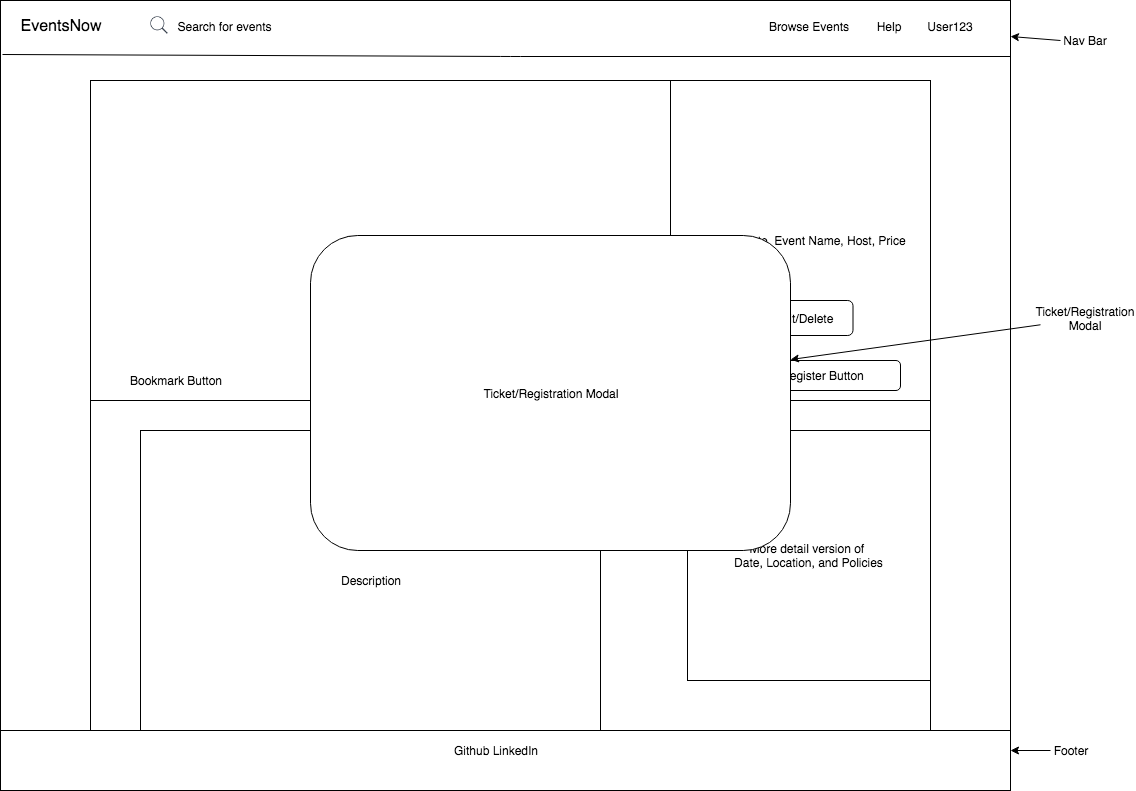 EventsNow
Search for events
Browse Events
Help
User123
Nav Bar
Event Name, Host, Price
t/Delete
Ticket/Registration
Modal
egister Button
Bookmark Button
Ticket/Registration Modal
More detail version of
Date, Location, and Policies
Description
Github LinkedIn
Footer